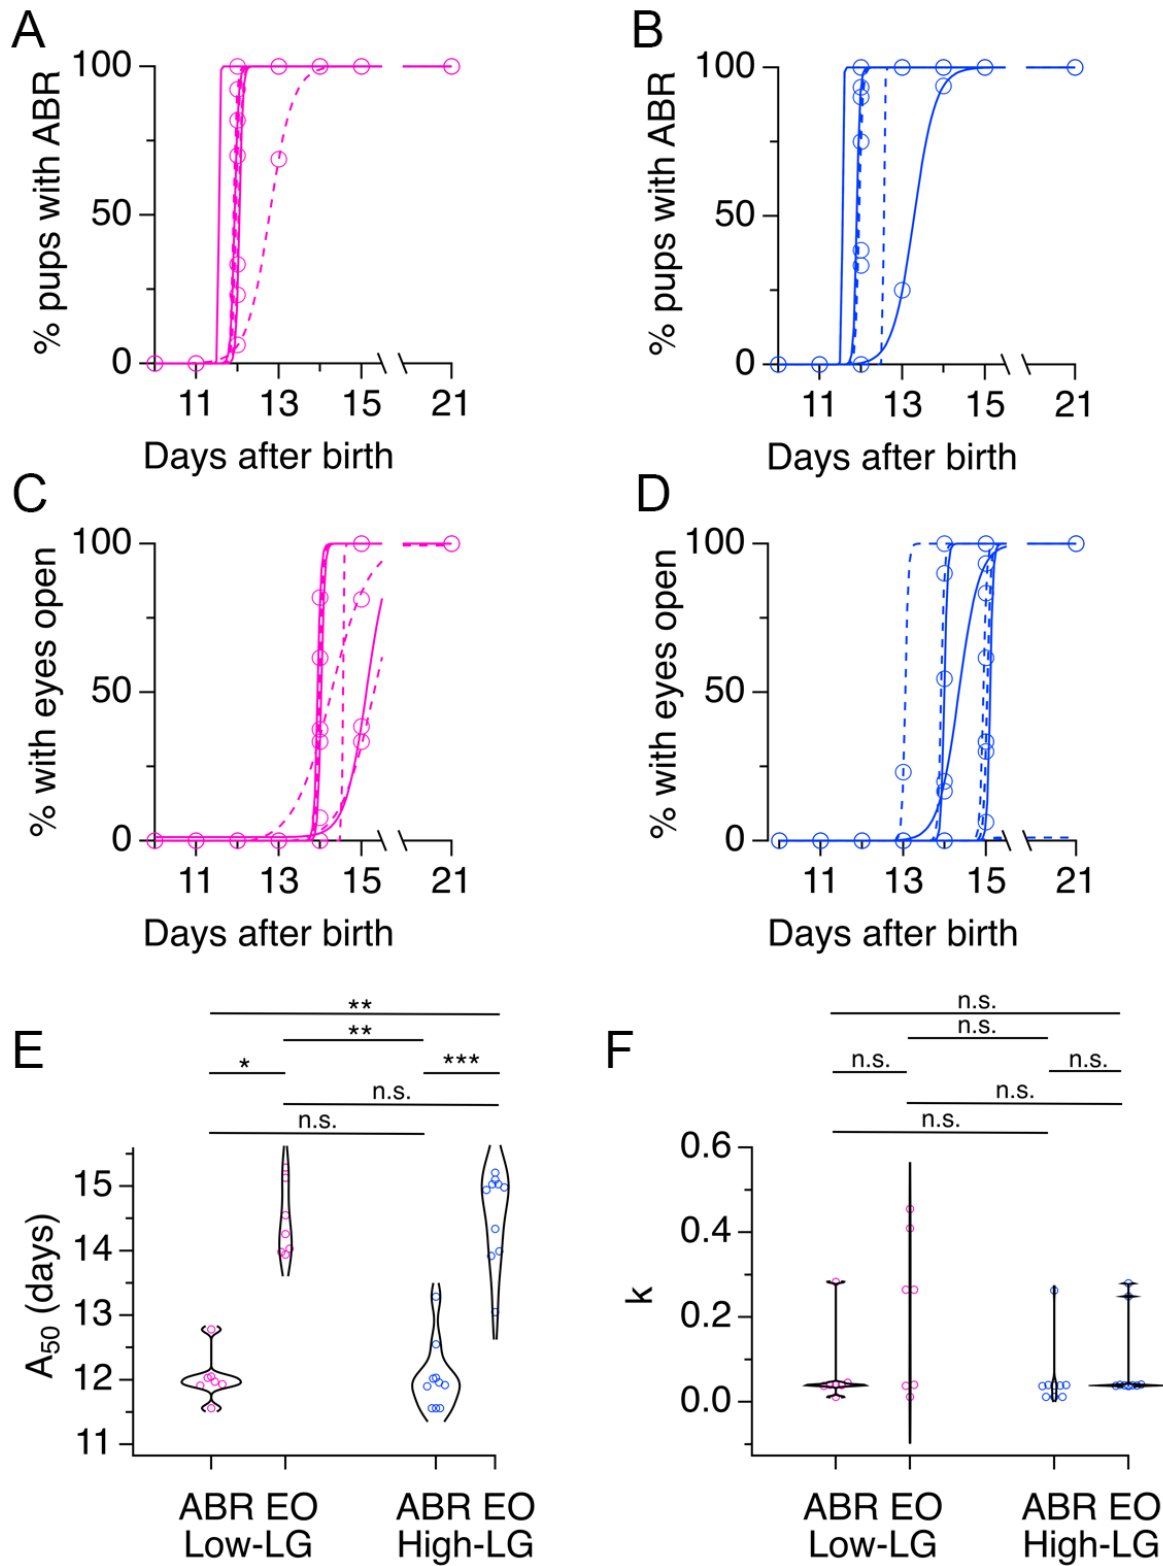 A
% pups with ABR
100
50
0
11
13
15
21
Days after birth
B
% pups with ABR
100
50
0
11
13
15
21
Days after birth
C
% with eyes open
100
50
0
11
13
15
21
Days after birth
D
% with eyes open
100
50
0
11
13
15
21
Days after birth
E
**
**
*
***
n.s.
n.s.
A50 (days)
15
14
13
12
11
ABR EO
Low-LG
ABR EO
High-LG
F
n.s.
n.s.
n.s.
n.s.
n.s.
n.s.
k
0.6
0.4
0.2
0.0
ABR EO
Low-LG
ABR EO
High-LG